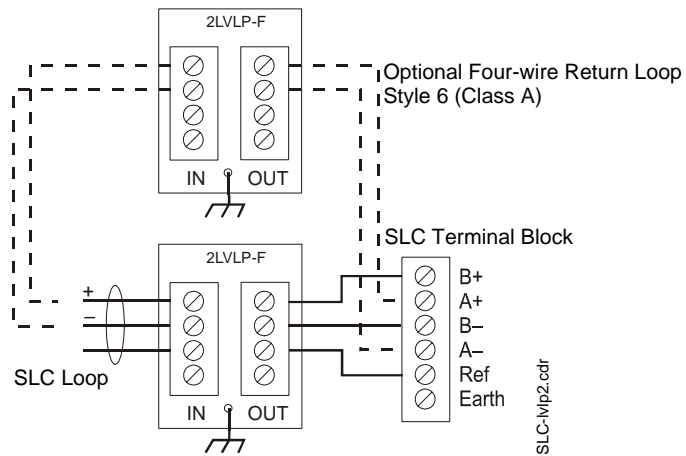 2LVLP-F
Optional Four-wire Return Loop
Style 6 (Class A)
IN OUT
SLC Terminal Block
2LVLP-F
B+
+
A+
–
B–
A–
SLC Loop
Ref
Earth
IN OUT
SLC-lvlp2.cdr